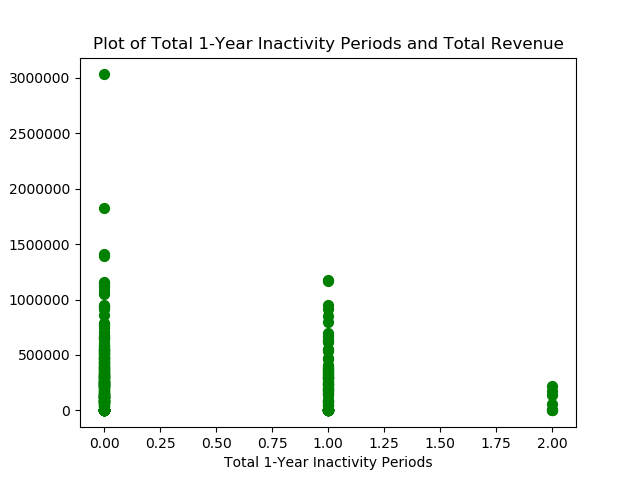 Plot of Total 1-Year Inactivity Periods and Total Revenue
3000000
2500000
2000000
1500000
1000000
500000
0
0.00 0.25 0.50 0.75 1.00 1.25 1.50 1.75 2.00
Total 1-Year Inactivity Periods